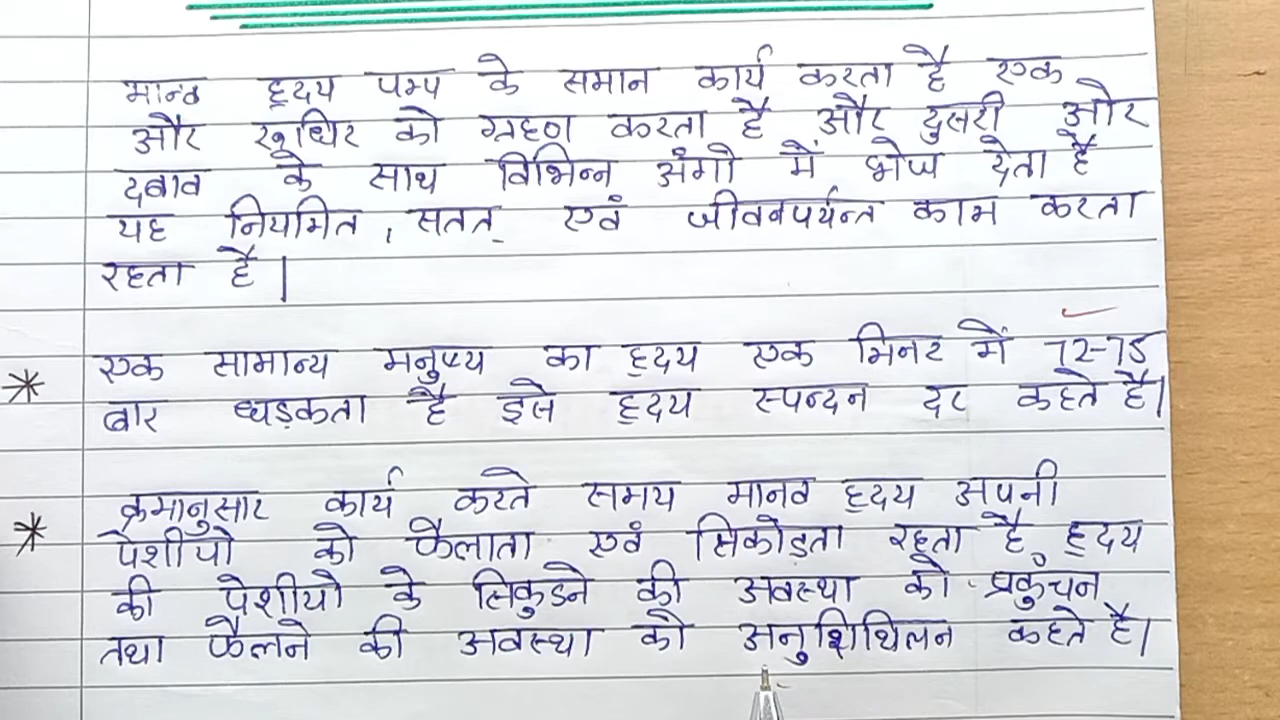 मानव हृदय पम्प के समान कार्य करता है एक
और रूधिर को ग्रहण करता है और दुसरी और
दबाव के साथ विभिन्न अंगो में भेज देता है
यह नियमित, सतत् एवं जीवनपर्यन्त काम करता
रहता है।
एक सामान्य मनुष्य का हृदय एक मिनट में 72-75
बार धड़कता है इसे हृदय स्पन्दन दर कहते है।
क्रमानुसार कार्य करते समय मानव हृदय अपनी
पेशीयो को फैलाता एवं सिकोड़ता रहता है, हृदय
की पेशीयो के सिकुडने की अवस्था को प्रकुंचन
तथा फैलने की अवस्था को अनुशिथिलन कहते है।